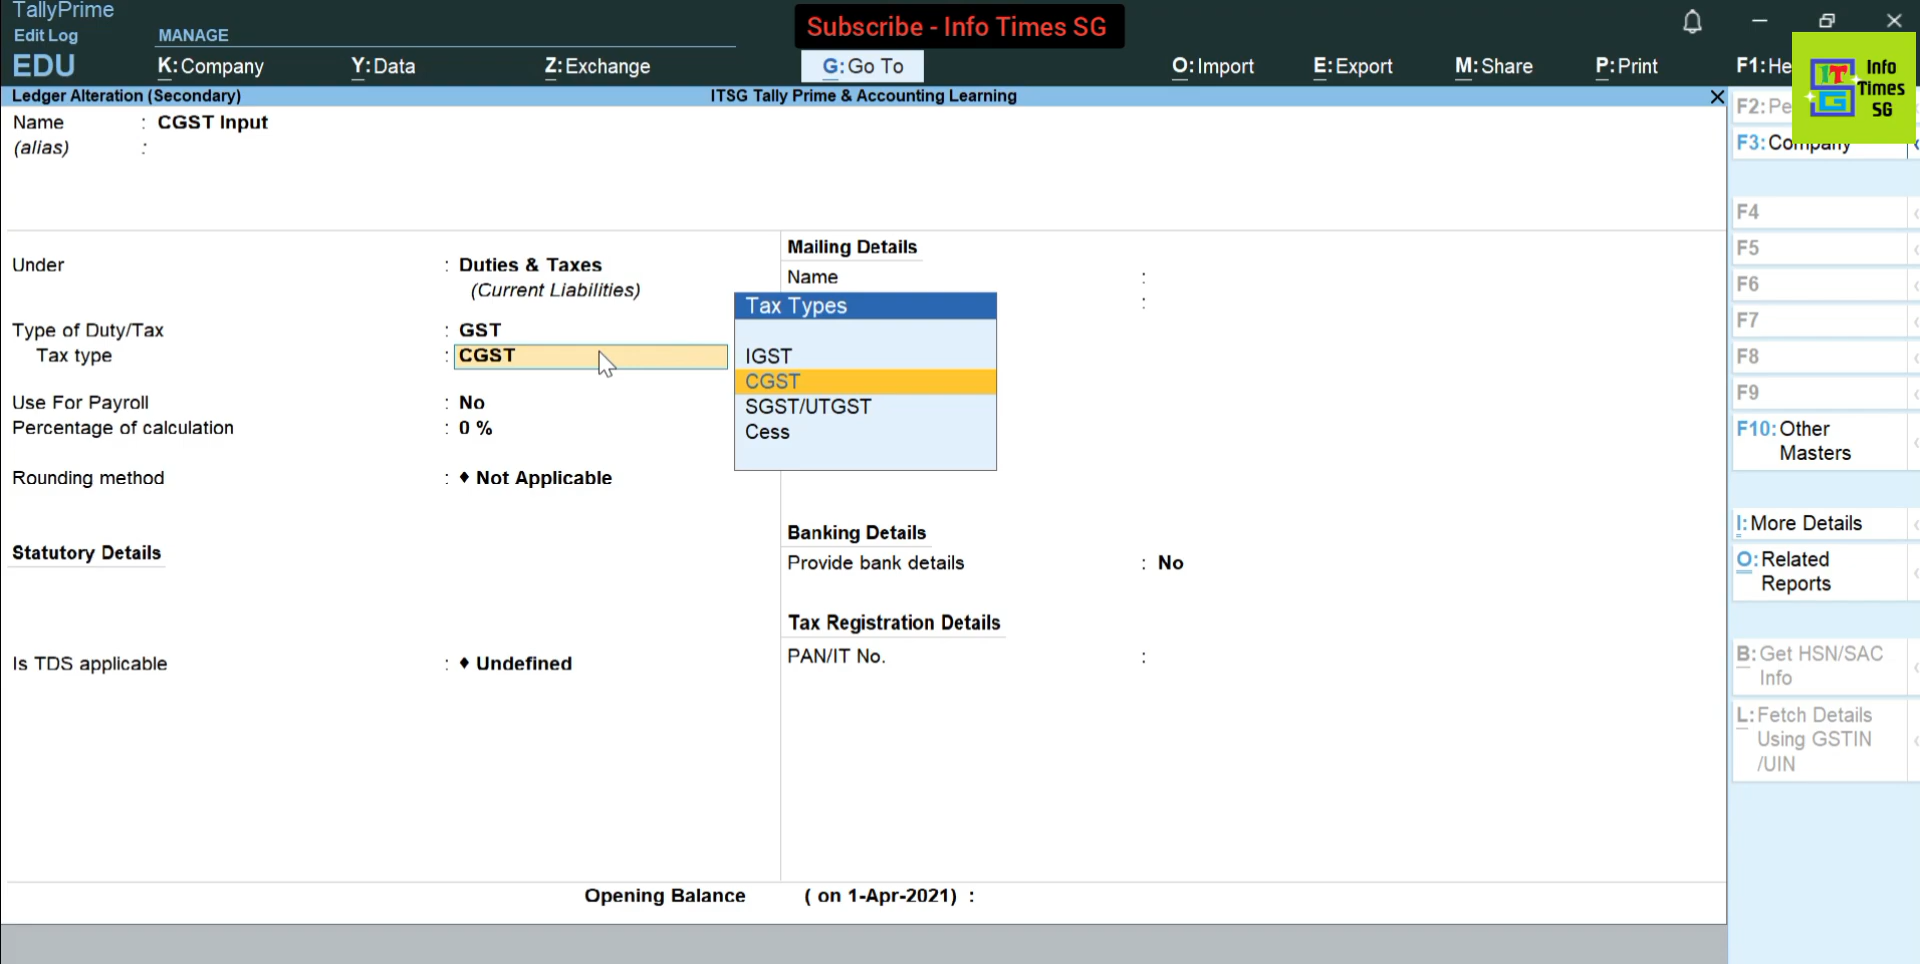 TallyPrime
Edit Log
EDU
MANAGE
Subscribe - Info Times SG
K:Company
Y:Data
Z:Exchange
G:Go To
O:Import
E:Export
M:Share
P:Print
F1:He
Info
Times
SG
ITSG
Ledger Alteration (Secondary)
ITSG Tally Prime & Accounting Learning
Name : CGST Input
(alias) :
Under : Duties & Taxes
(Current Liabilities)
Type of Duty/Tax : GST
Tax type : CGST
Use For Payroll : No
Percentage of calculation : 0 %
Rounding method : ♦ Not Applicable
Statutory Details
Is TDS applicable : ♦ Undefined
Mailing Details
Name :
:
Tax Types
IGST
CGST
SGST/UTGST
Cess
Banking Details
Provide bank details : No
Tax Registration Details
PAN/IT No. :
Opening Balance ( on 1-Apr-2021) :
F2:Pe
F3:Company
F4
F5
F6
F7
F8
F9
F10:Other
Masters
I:More Details
O:Related
Reports
B:Get HSN/SAC
Info
L:Fetch Details
Using GSTIN
/UIN